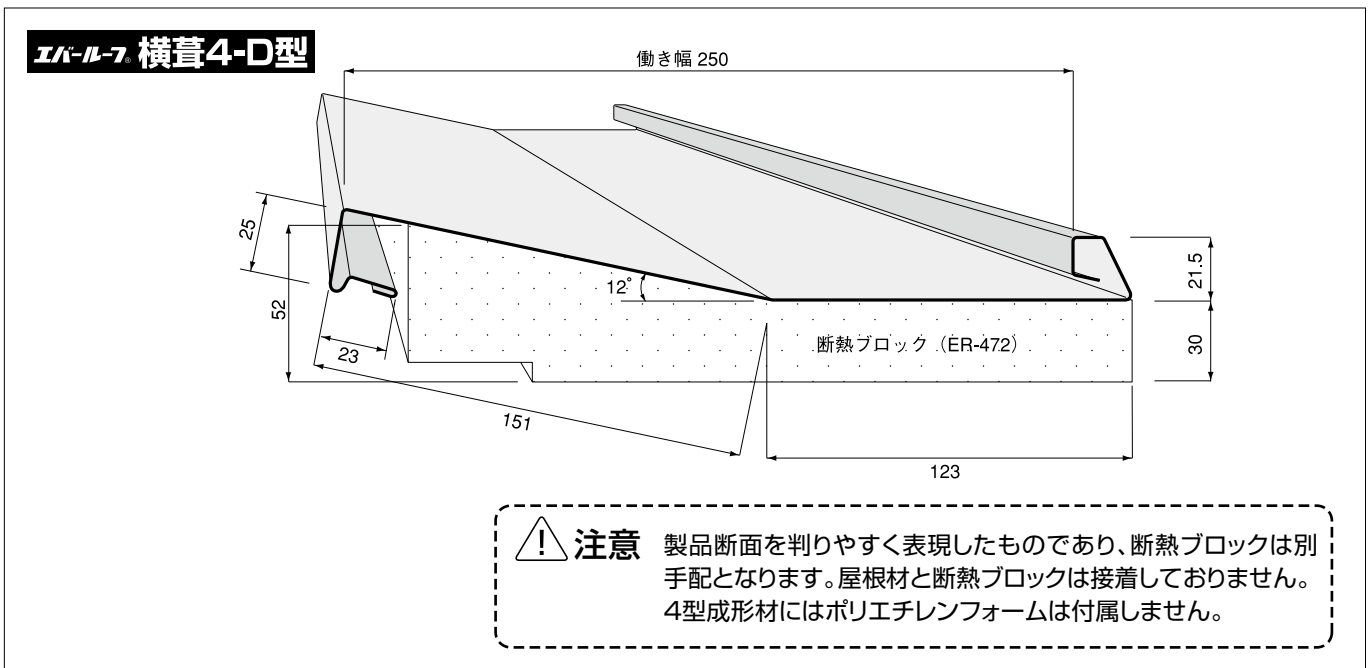 エバールーフ® 横葺4-D型
働き幅 250
25
52
23
151
12°
断熱ブロック (ER-472)
21.5
30
123
注意
製品断面を判りやすく表現したものであり、断熱ブロックは別
手配となります。屋根材と断熱ブロックは接着しておりません。
4型成形材にはポリエチレンフォームは付属しません。